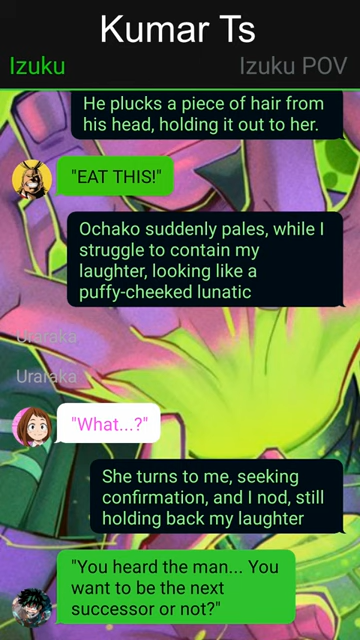 Kumar Ts
Izuku
Izuku POV
He plucks a piece of hair from
his head, holding it out to her.
"EAT THIS!"
Ochako suddenly pales, while I
struggle to contain my
laughter, looking like a
puffy-cheeked lunatic
Uraraka
Uraraka
"What...?"
She turns to me, seeking
confirmation, and I nod, still
holding back my laughter
"You heard the man... You
want to be the next
successor or not?"